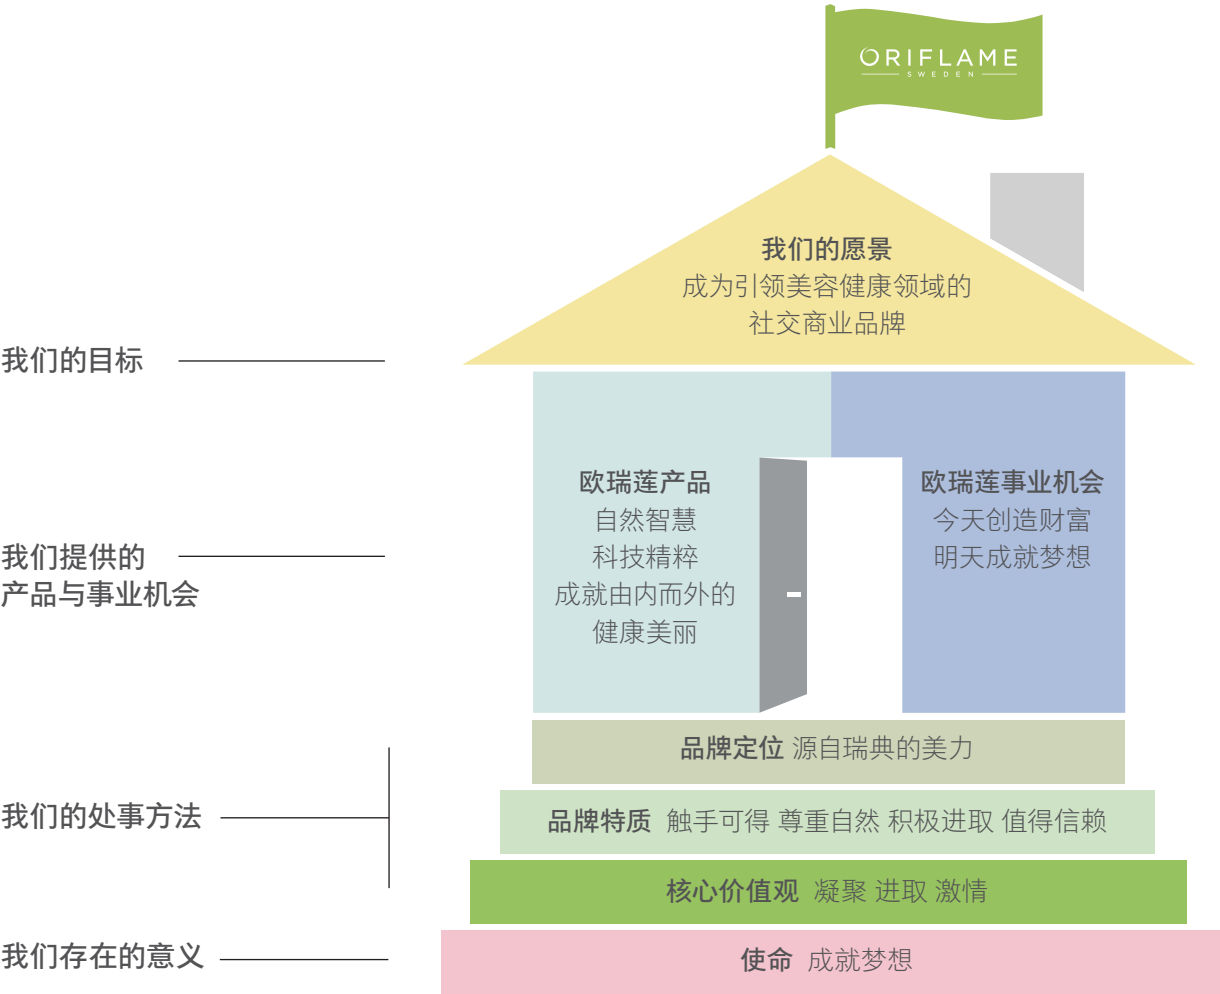 ORIFLAME
SWEDEN
我们的愿景
成为引领美容健康领域的
社交商业品牌
我们的目标
欧瑞莲产品
自然智慧
科技精粹
成就由内而外的
健康美丽
欧瑞莲事业机会
今天创造财富
明天成就梦想
我们提供的
产品与事业机会
品牌定位 源自瑞典的美力
品牌特质 触手可得 尊重自然 积极进取 值得信赖
我们的处事方法
核心价值观 凝聚 进取 激情
我们存在的意义
使命 成就梦想